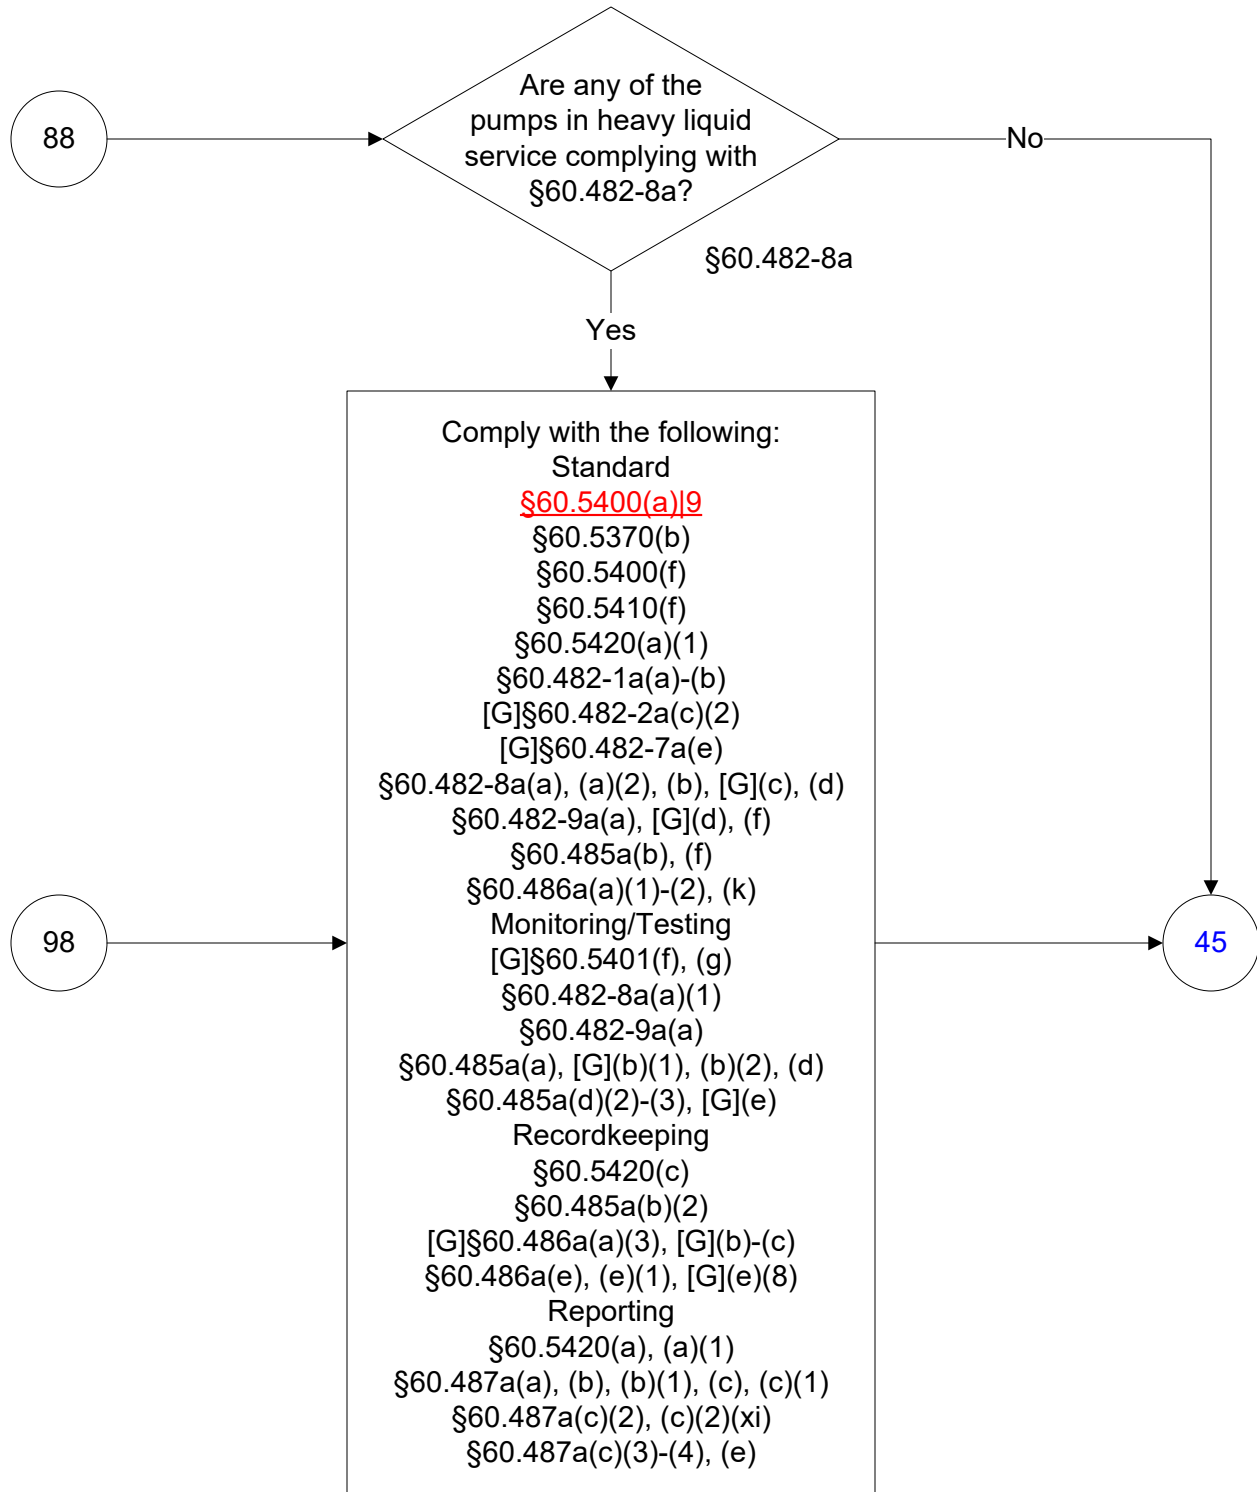 88
Are any of the
pumps in heavy liquid
service complying with
§60.482-8a?
No
§60.482-8a
Yes
Comply with the following:
Standard
§60.5400(a)|9
§60.5370(b)
§60.5400(f)
§60.5410(f)
§60.5420(a)(1)
§60.482-1a(a)-(b)
[G]§60.482-2a(c)(2)
[G]§60.482-7a(e)
§60.482-8a(a), (a)(2), (b), [G](c), (d)
§60.482-9a(a), [G](d), (f)
§60.485a(b), (f)
§60.486a(a)(1)-(2), (k)
Monitoring/Testing
[G]§60.5401(f), (g)
§60.482-8a(a)(1)
§60.482-9a(a)
§60.485a(a), [G](b)(1), (b)(2), (d)
§60.485a(d)(2)-(3), [G](e)
Recordkeeping
§60.5420(c)
§60.485a(b)(2)
[G]§60.486a(a)(3), [G](b)-(c)
§60.486a(e), (e)(1), [G](e)(8)
Reporting
§60.5420(a), (a)(1)
§60.487a(a), (b), (b)(1), (c), (c)(1)
§60.487a(c)(2), (c)(2)(xi)
§60.487a(c)(3)-(4), (e)
98
45